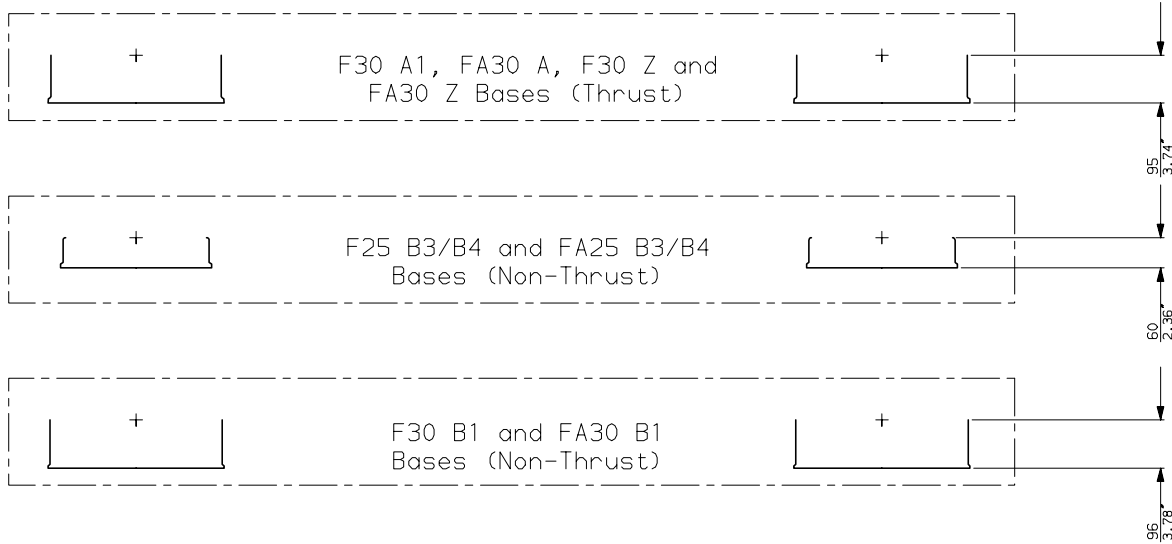 F30 A1, FA30 A, F30 Z and
FA30 Z Bases (Thrust)
95
3.74"
F25 B3/B4 and FA25 B3/B4
Bases (Non-Thrust)
60
2.36"
F30 B1 and FA30 B1
Bases (Non-Thrust)
96
3.78"